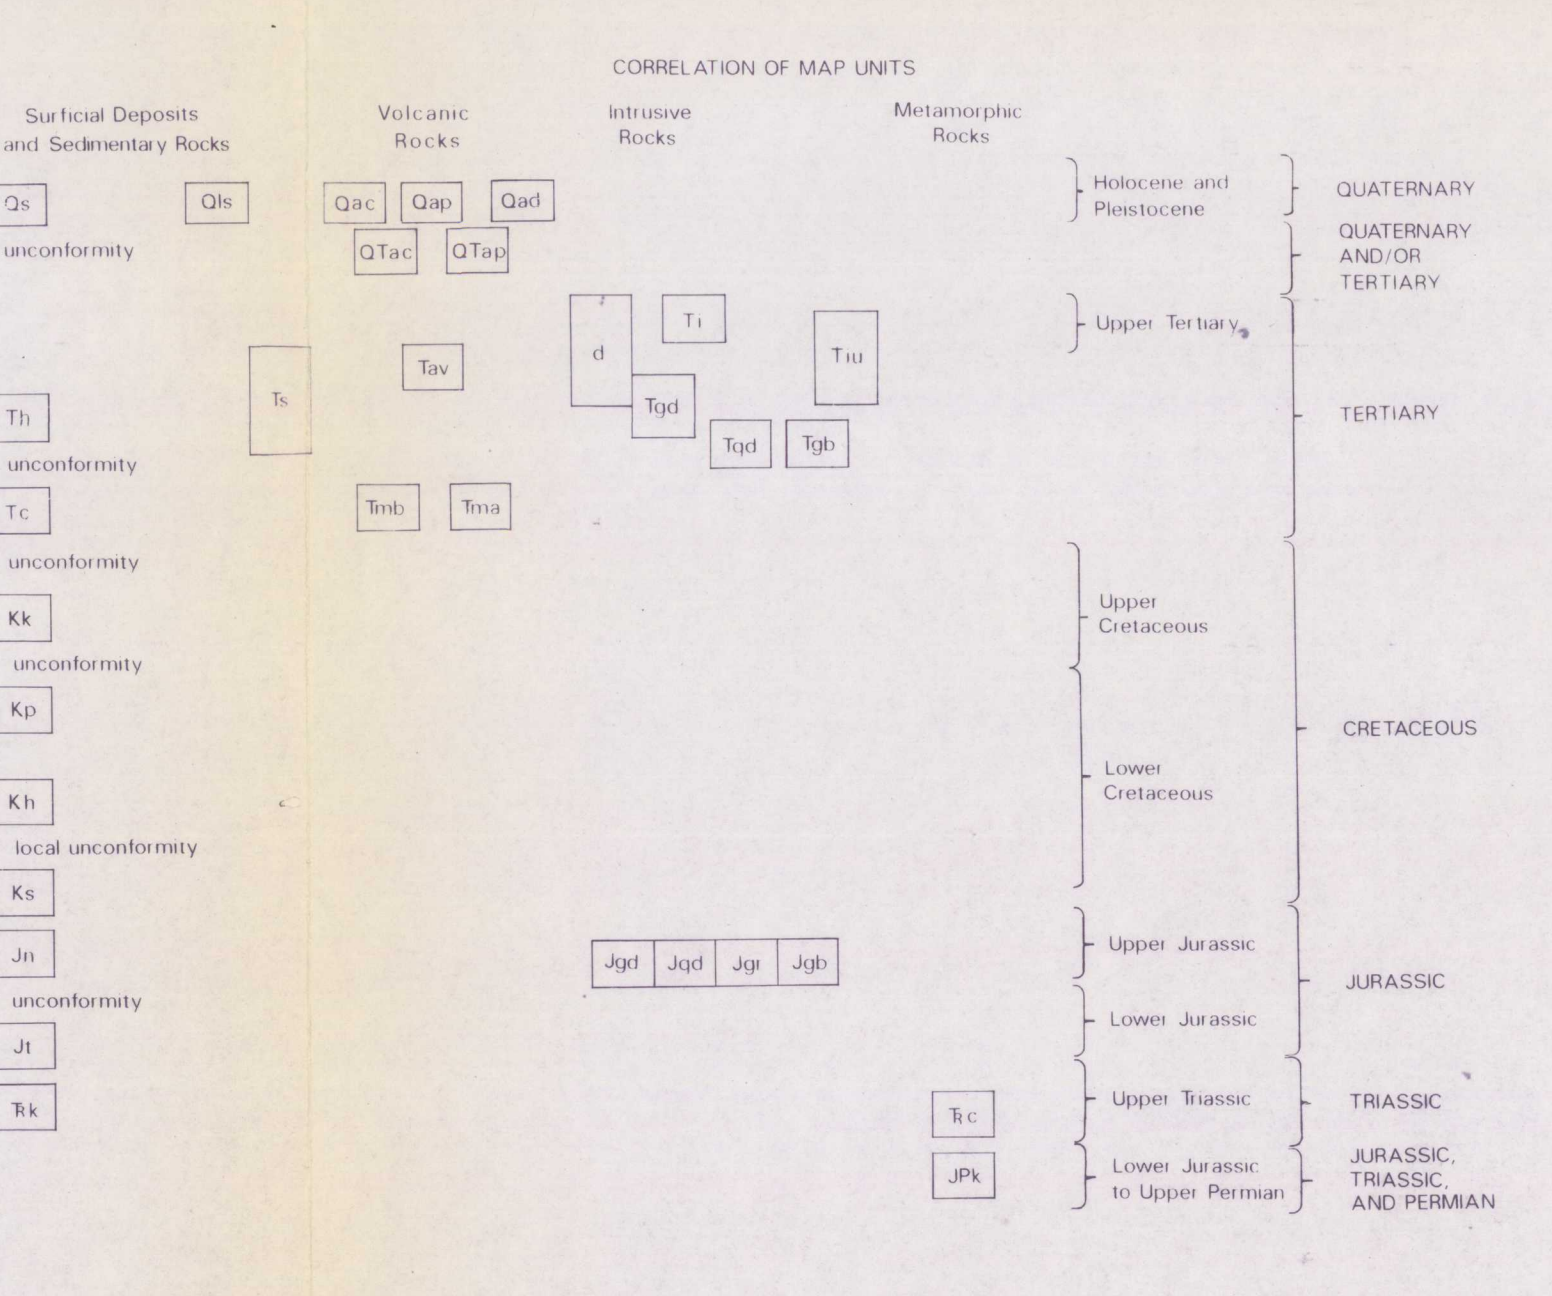 CORRELATION OF MAP UNITS
Surficial Deposits
and Sedimentary Rocks
Volcanic
Rocks
Intrusive
Rocks
Metamorphic
Rocks
Qs
Qls
Qac
Qap
Qad
Holocene and
Pleistocene
QUATERNARY
unconformity
QTac
QTap
QUATERNARY
AND/OR
TERTIARY
d
Ti
Tiu
Upper Tertiary
Tav
Ts
Tgd
Th
Tqd
Tgb
TERTIARY
unconformity
Tc
Tmb
Tma
unconformity
Kk
Upper
Cretaceous
unconformity
Kp
CRETACEOUS
Kh
Lower
Cretaceous
local unconformity
Ks
Jn
Jgd
Jqd
Jgr
Jgb
Upper Jurassic
JURASSIC
unconformity
Jt
Lower Jurassic
TRk
TRc
Upper Triassic
TRIASSIC
JPk
Lower Jurassic
to Upper Permian
JURASSIC,
TRIASSIC,
AND PERMIAN